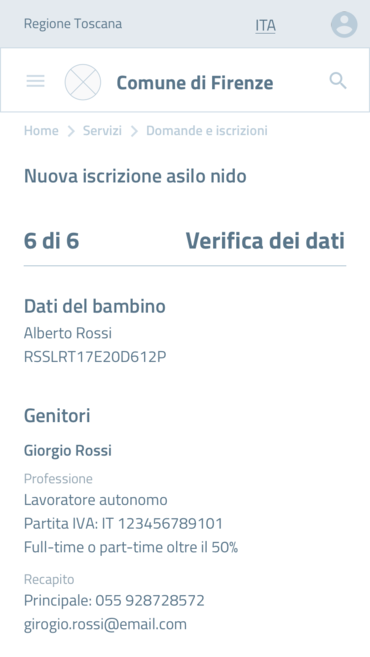 Regione Toscana
ITA
Comune di Firenze
Home > Servizi > Domande e iscrizioni
Nuova iscrizione asilo nido
6 di 6 Verifica dei dati
Dati del bambino
Alberto Rossi
RSSLRT17E20D612P
Genitori
Giorgio Rossi
Professione
Lavoratore autonomo
Partita IVA: IT 123456789101
Full-time o part-time oltre il 50%
Recapito
Principale: 055 928728572
girogio.rossi@email.com